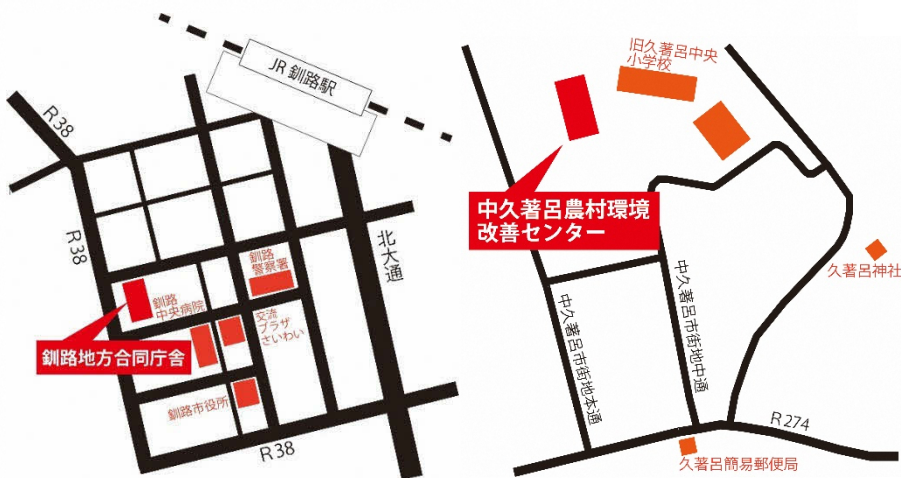 JR 釧路駅
R 38
R 38
北大通
釧路
警察署
釧路
中央病院
交流
プラザ
さいわい
釧路地方合同庁舎
釧路市役所
R 38
旧久著呂中央
小学校
中久著呂農村環境
改善センター
久著呂神社
中久著呂市街地本通
中久著呂市街地中通
R 274
久著呂簡易郵便局